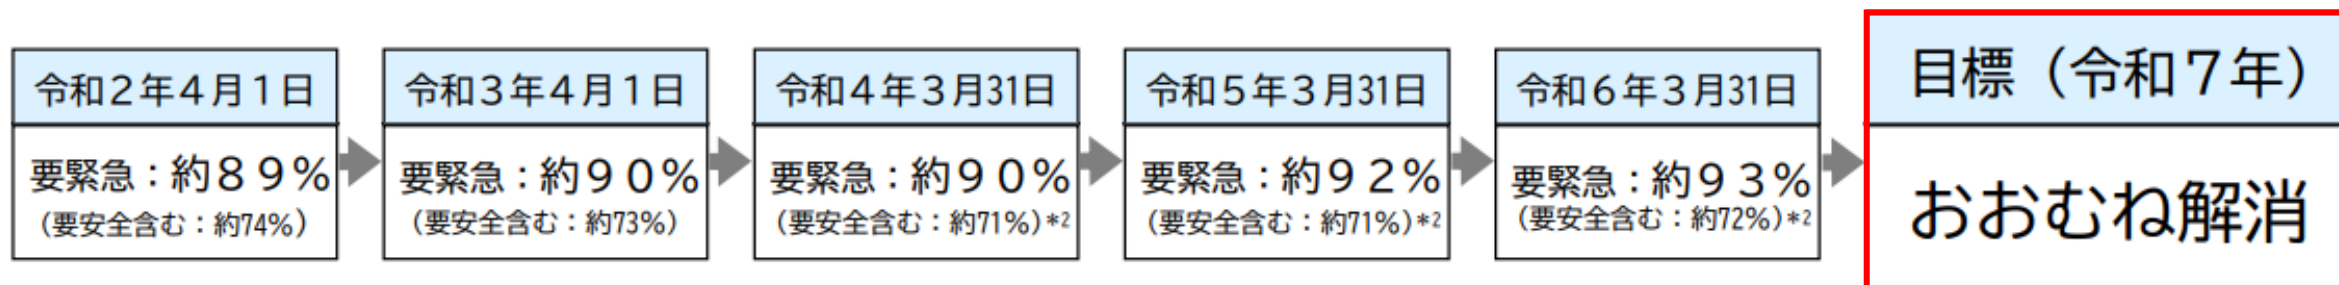 令和２年４月１日
要緊急：約８９％
（要安全含む：約74%）
令和３年４月１日
要緊急：約９０％
（要安全含む：約73%）
令和４年３月31日
要緊急：約９０％
（要安全含む：約71%）*2
令和５年３月31日
要緊急：約９２％
（要安全含む：約71%）*2
令和６年３月31日
要緊急：約９３％
（要安全含む：約72%）*2
目標（令和７年）
おおむね解消